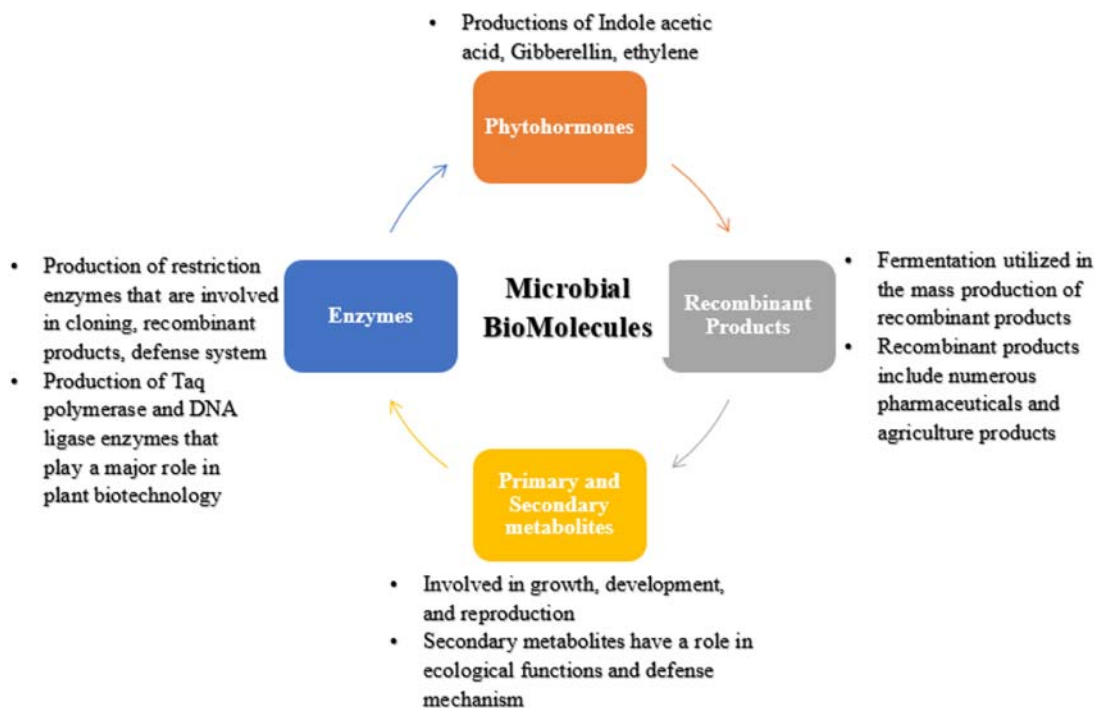 • Productions of Indole acetic
acid, Gibberellin, ethylene
Phytohormones
• Production of restriction
enzymes that are involved
in cloning, recombinant
products, defense system
• Production of Taq
polymerase and DNA
ligase enzymes that
play a major role in
plant biotechnology
Enzymes
Microbial
BioMolecules
Recombinant
Products
• Fermentation utilized in
the mass production of
recombinant products
• Recombinant products
include numerous
pharmaceuticals and
agriculture products
Primary and
Secondary
metabolites
• Involved in growth, development,
and reproduction
• Secondary metabolites have a role in
ecological functions and defense
mechanism